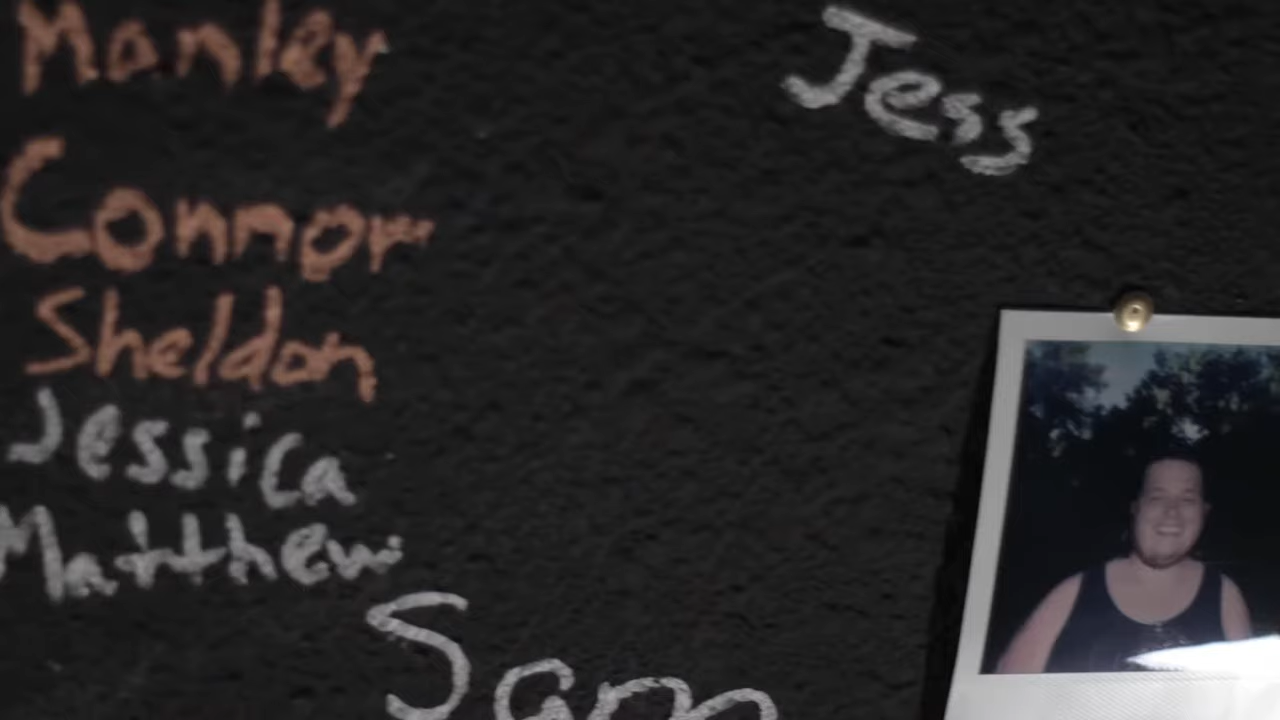 Manley
Jess
Connor
Sheldon
Jessica
Matthew
Sam